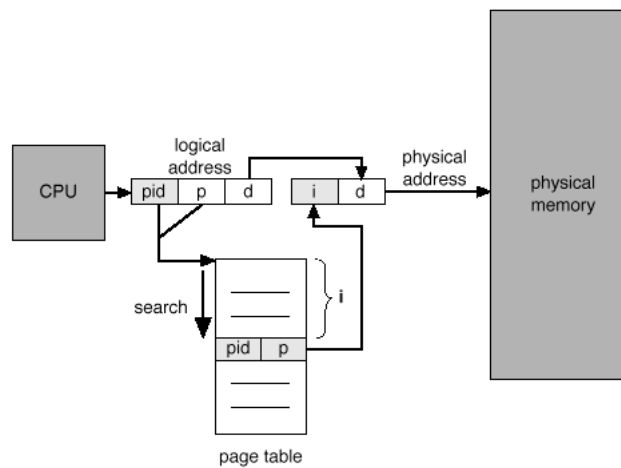 logical
address
physical
address
CPU
pid p d
i d
physical
memory
search
i
pid p
page table